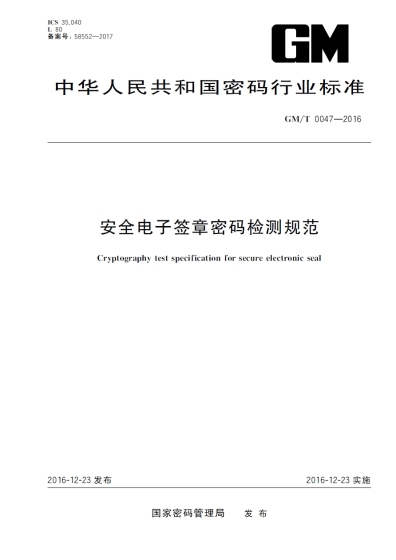 ICS 35.040
L 80
备案号：58552—2017
GM
中华人民共和国密码行业标准
GM/T 0047—2016
安全电子签章密码检测规范
Cryptography test specification for secure electronic seal
2016-12-23 发布
2016-12-23 实施
国家密码管理局 发 布